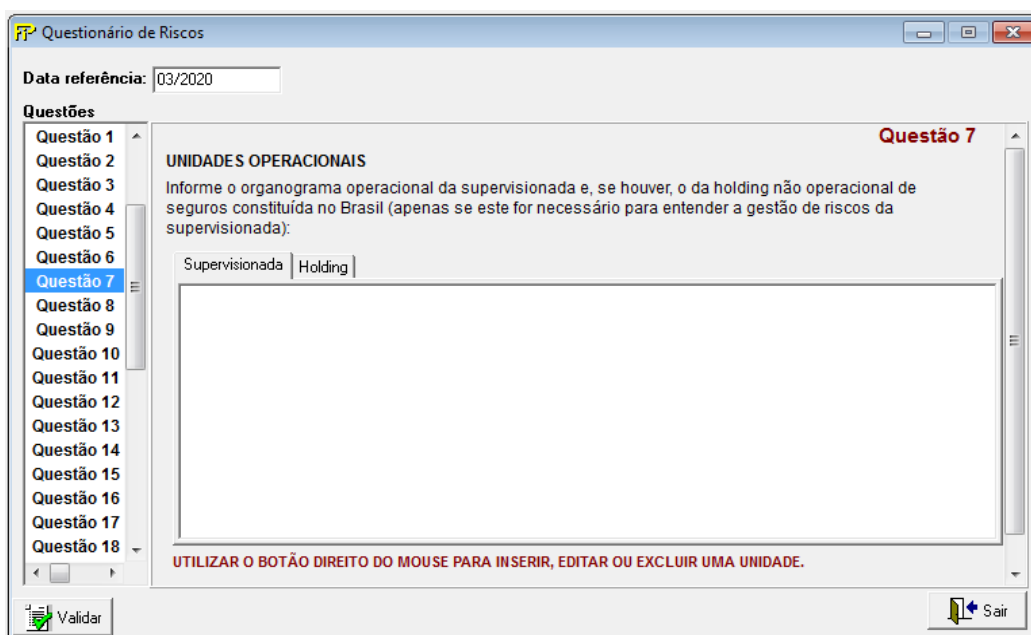 FIP Questionário de Riscos
Data referência: 03/2020
Questões
Questão 1
Questão 2
Questão 3
Questão 4
Questão 5
Questão 6
Questão 7
Questão 8
Questão 9
Questão 10
Questão 11
Questão 12
Questão 13
Questão 14
Questão 15
Questão 16
Questão 17
Questão 18
Questão 7
UNIDADES OPERACIONAIS
Informe o organograma operacional da supervisionada e, se houver, o da holding não operacional de
seguros constituída no Brasil (apenas se este for necessário para entender a gestão de riscos da
supervisionada):
Supervisionada Holding
UTILIZAR O BOTÃO DIREITO DO MOUSE PARA INSERIR, EDITAR OU EXCLUIR UMA UNIDADE.
Validar
Sair